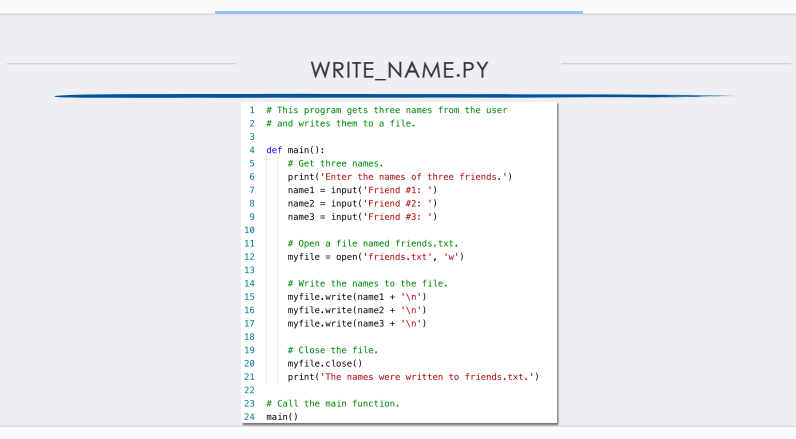 WRITE_NAME.PY
1 # This program gets three names from the user
2 # and writes them to a file.
3
4 def main():
5     # Get three names.
6     print('Enter the names of three friends.')
7     name1 = input('Friend #1: ')
8     name2 = input('Friend #2: ')
9     name3 = input('Friend #3: ')
10
11     # Open a file named friends.txt.
12     myfile = open('friends.txt', 'w')
13
14     # Write the names to the file.
15     myfile.write(name1 + '\n')
16     myfile.write(name2 + '\n')
17     myfile.write(name3 + '\n')
18
19     # Close the file.
20     myfile.close()
21     print('The names were written to friends.txt.')
22
23 # Call the main function.
24 main()